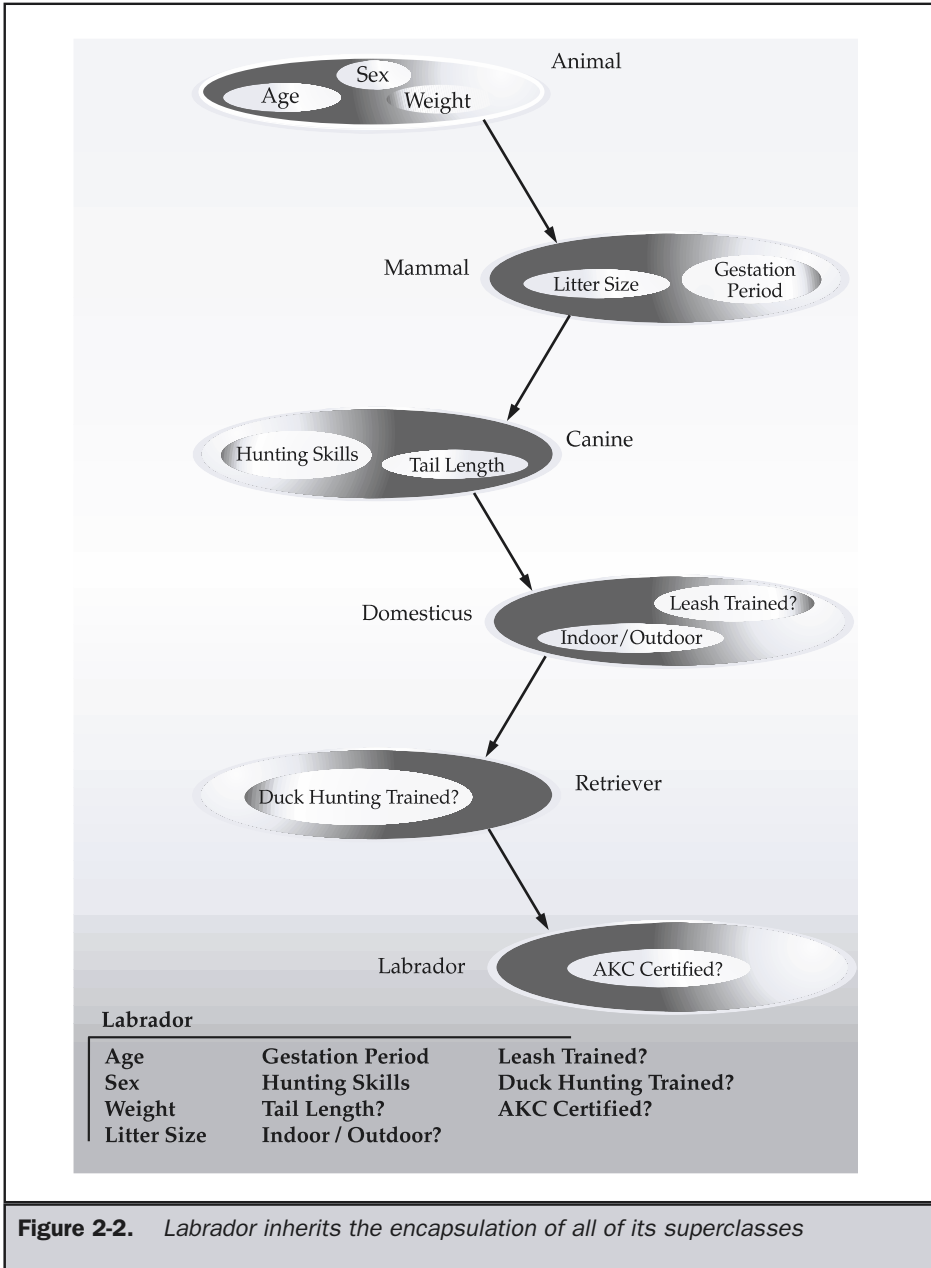 Animal
Sex
Age
Weight
Mammal
Litter Size
Gestation
Period
Canine
Hunting Skills
Tail Length
Domesticus
Leash Trained?
Indoor/Outdoor
Retriever
Duck Hunting Trained?
Labrador
AKC Certified?
Labrador
Age Gestation Period Leash Trained?
Sex Hunting Skills Duck Hunting Trained?
Weight Tail Length? AKC Certified?
Litter Size Indoor / Outdoor?
Figure 2-2. Labrador inherits the encapsulation of all of its superclasses